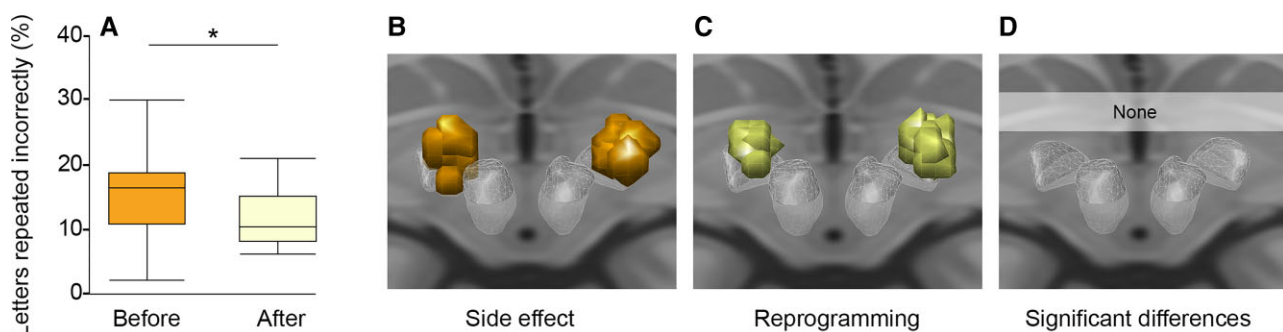 A
B
C
D
Letters repeated incorrectly (%)
40
30
20
10
0
*
Before
After
Side effect
Reprogramming
None
Significant differences